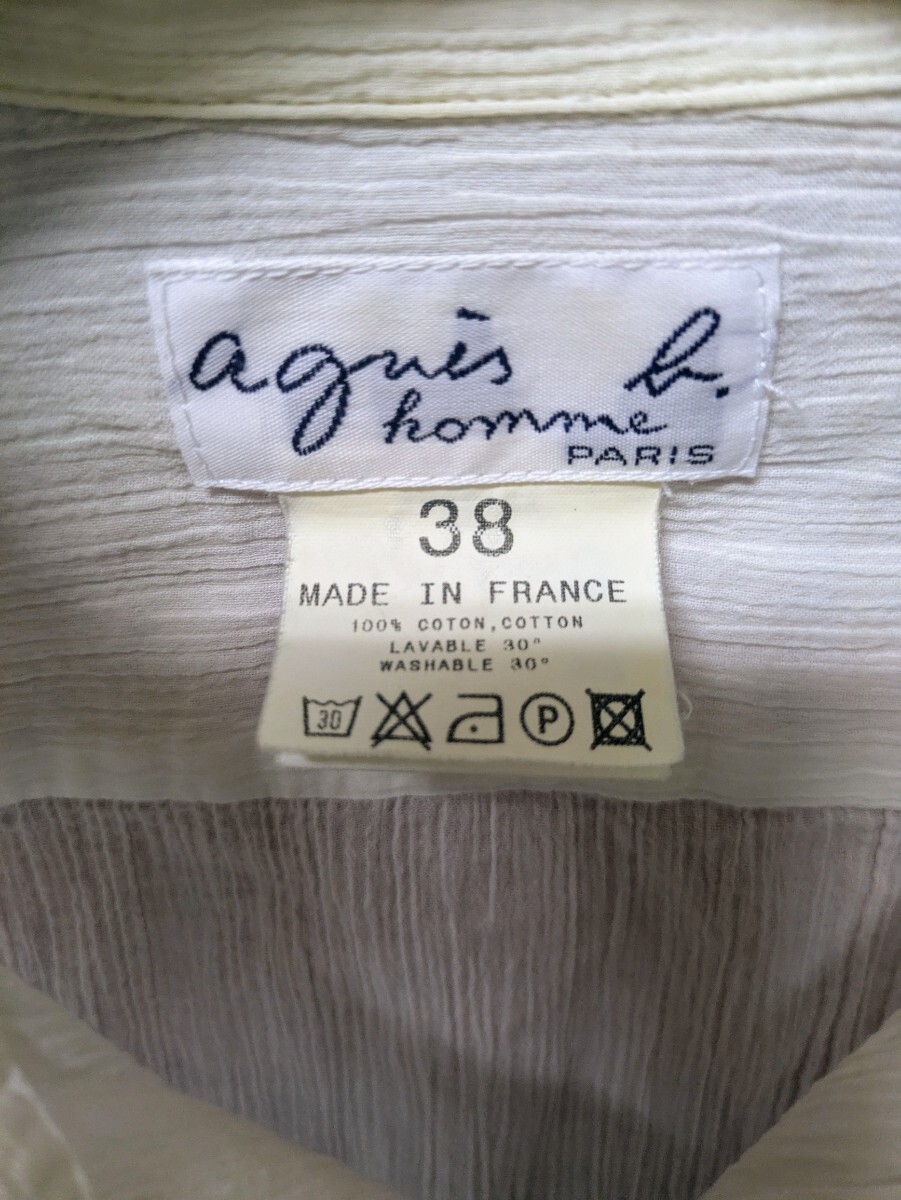 agnès b.
homme
PARIS
38
MADE IN FRANCE
100% COTON,COTTON
LAVABLE 30°
WASHABLE 30°
30 P